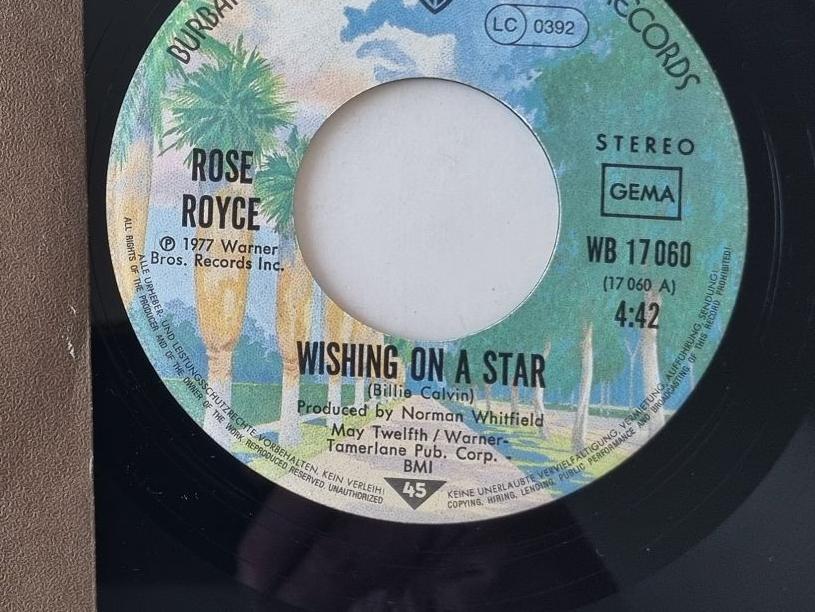 BURBA
RECORDS
LC 0392
STEREO
GEMA
ROSE
ROYCE
℗ 1977 Warner
Bros. Records Inc.
WB 17 060
(17 060 A)
4:42
WISHING ON A STAR
(Billie Calvin)
Produced by Norman Whitfield
May Twelfth / Warner-
Tamerlane Pub. Corp. -
BMI
45
ALLE URHEBER- UND LEISTUNGSSCHUTZRECHTE VORBEHALTEN. KEIN VERLEIH!
KEINE UNERLAUBTE VERVIELFÄLTIGUNG, VERMIETUNG, AUFFÜHRUNG, SENDUNG!
ALL RIGHTS OF THE PRODUCER AND OF THE OWNER OF THE WORK REPRODUCED RESERVED. UNAUTHORIZED
COPYING, HIRING, LENDING, PUBLIC PERFORMANCE AND BROADCASTING OF THIS RECORD PROHIBITED!